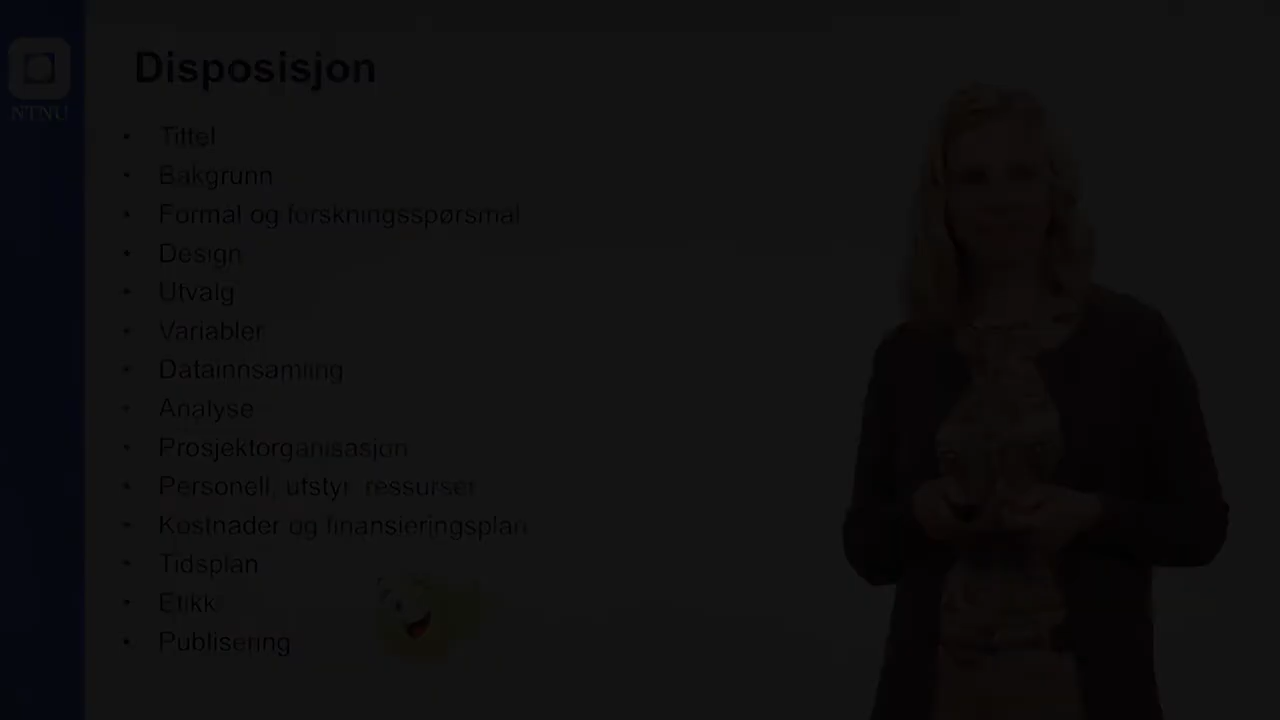 NTNU
Disposisjon
• Tittel
• Bakgrunn
• Formål og forskningsspørsmål
• Design
• Utvalg
• Variabler
• Datainnsamling
• Analyse
• Prosjektorganisasjon
• Personell, utstyr, ressurser
• Kostnader og finansieringsplan
• Tidsplan
• Etikk
• Publisering